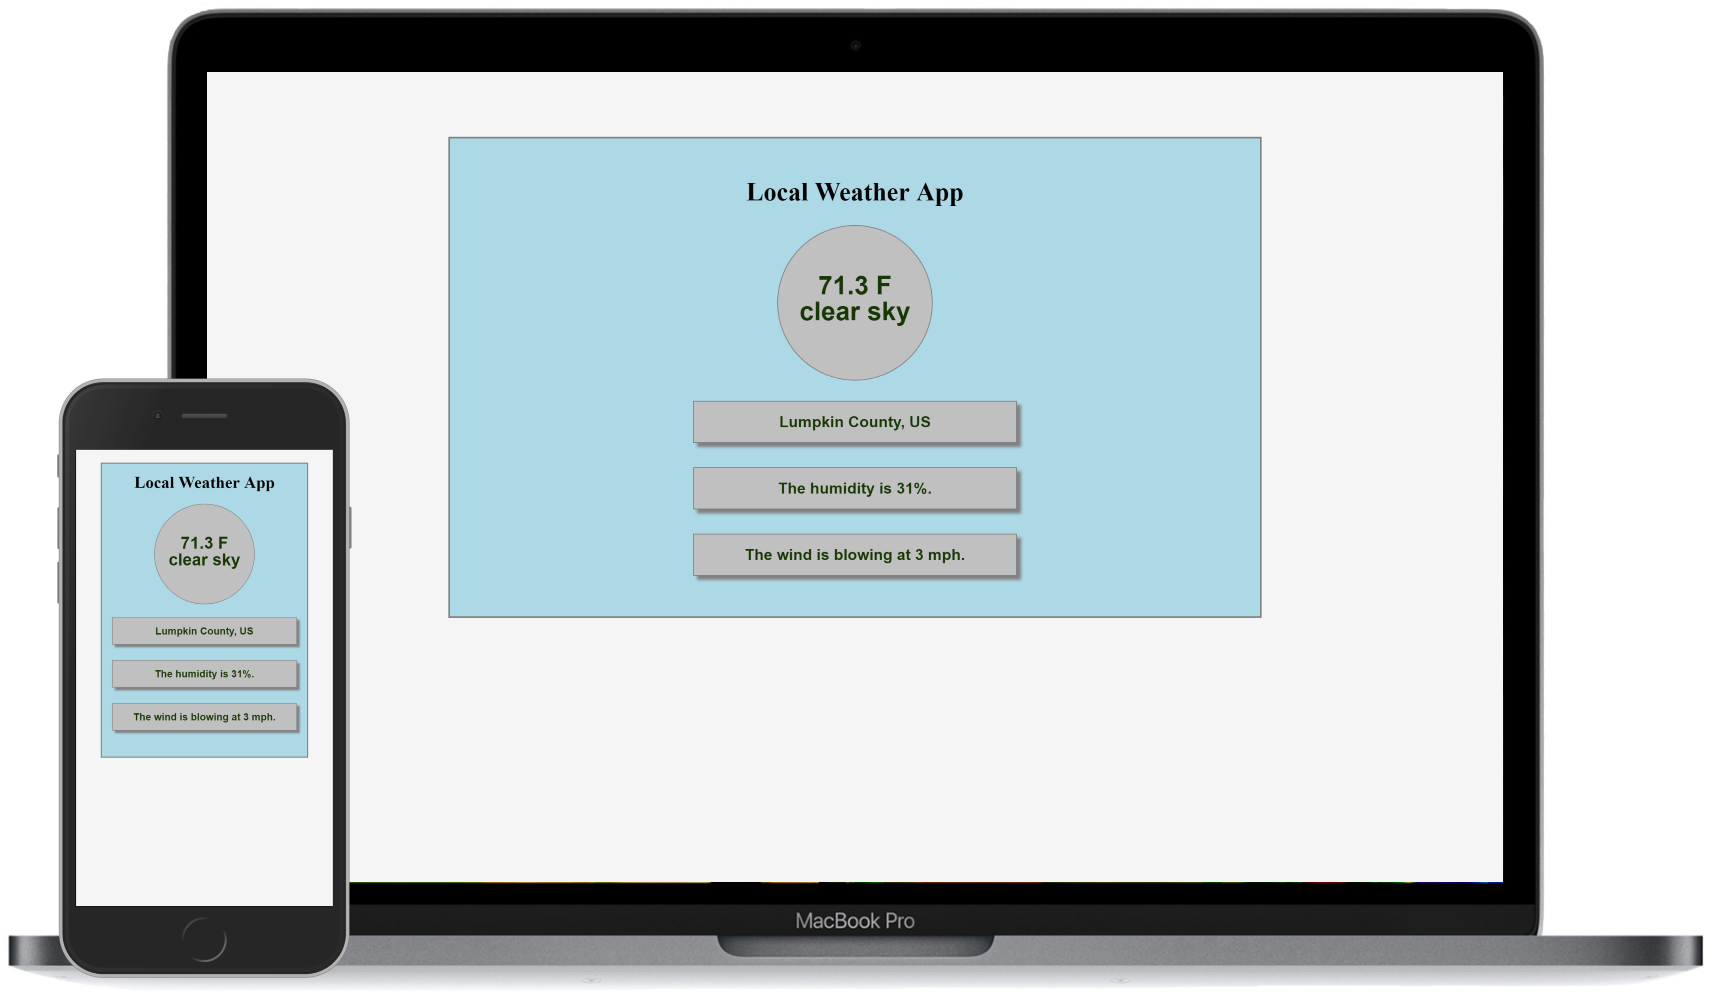 Local Weather App
71.3 F
clear sky
Lumpkin County, US
The humidity is 31%.
The wind is blowing at 3 mph.
MacBook Pro
Local Weather App
71.3 F
clear sky
Lumpkin County, US
The humidity is 31%.
The wind is blowing at 3 mph.